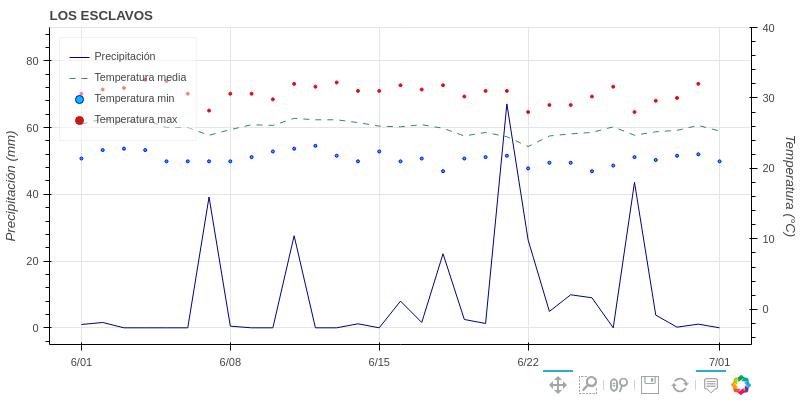 LOS ESCLAVOS
Precipitación
Temperatura media
Temperatura min
Temperatura max
Precipitación (mm)
80
60
40
20
0
Temperatura (°C)
40
30
20
10
0
6/01
6/08
6/15
6/22
7/01